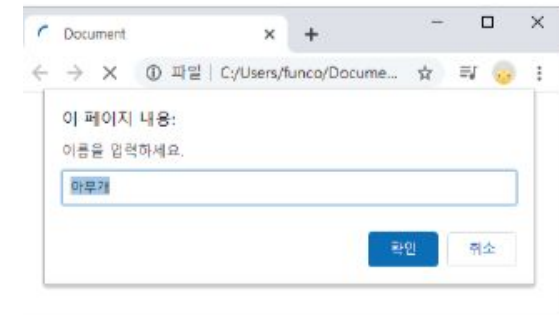 Document
파일 | C:/Users/funco/Docume...
이 페이지 내용:
이름을 입력하세요.
아무개
확인 취소